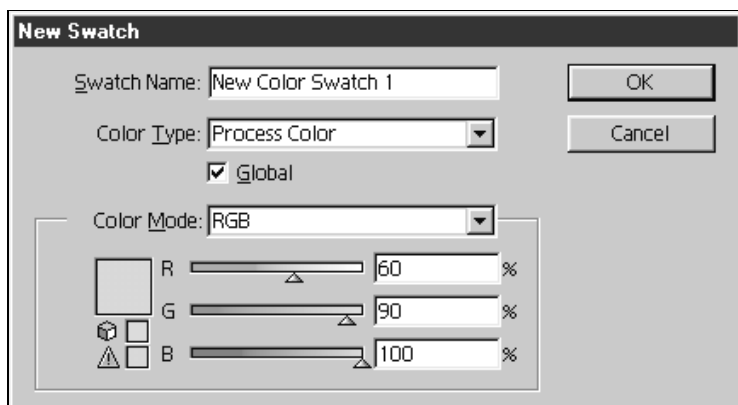 New Swatch
Swatch Name: New Color Swatch 1
OK
Color Type: Process Color
Cancel
Global
Color Mode: RGB
R 60 %
G 90 %
B 100 %